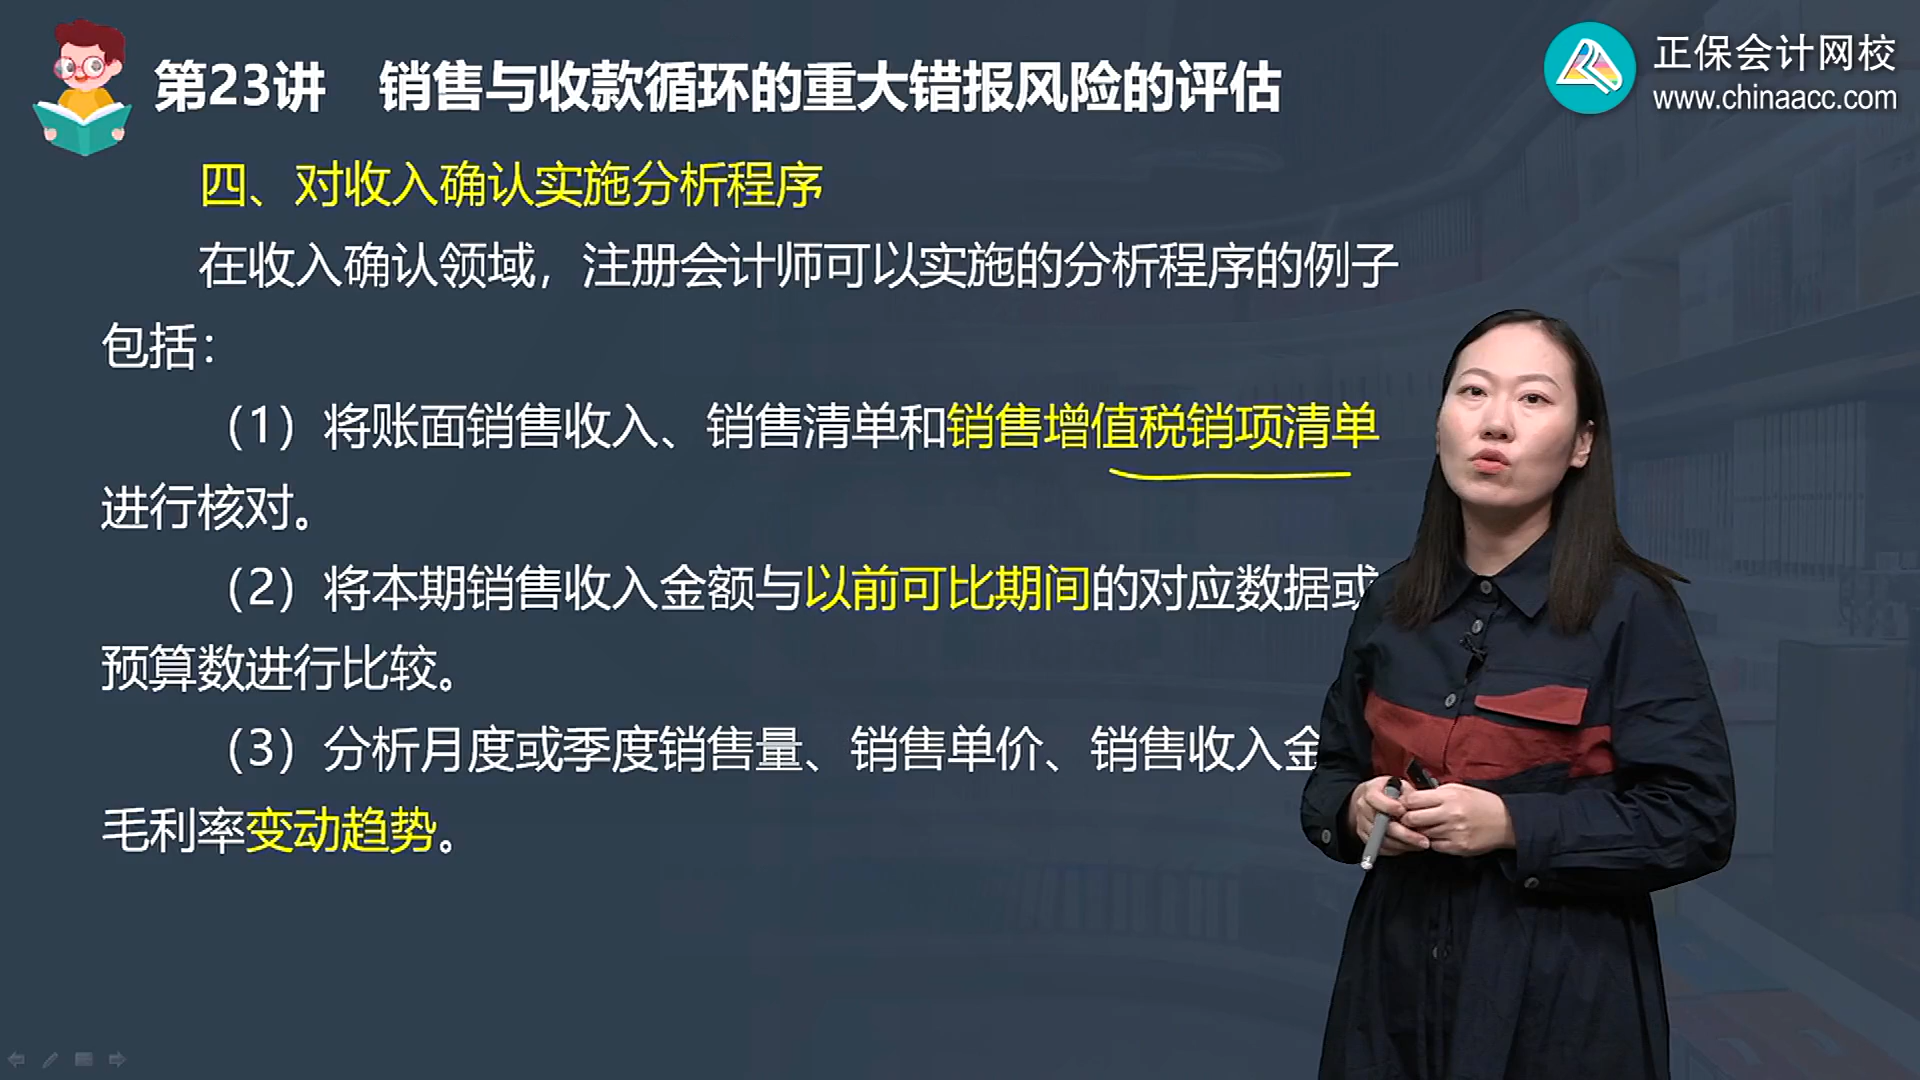 第23讲 销售与收款循环的重大错报风险的评估
正保会计网校
www.chinaacc.com
四、对收入确认实施分析程序
在收入确认领域，注册会计师可以实施的分析程序的例子
包括：
（1）将账面销售收入、销售清单和销售增值税销项清单
进行核对。
（2）将本期销售收入金额与以前可比期间的对应数据或
预算数进行比较。
（3）分析月度或季度销售量、销售单价、销售收入金
毛利率变动趋势。